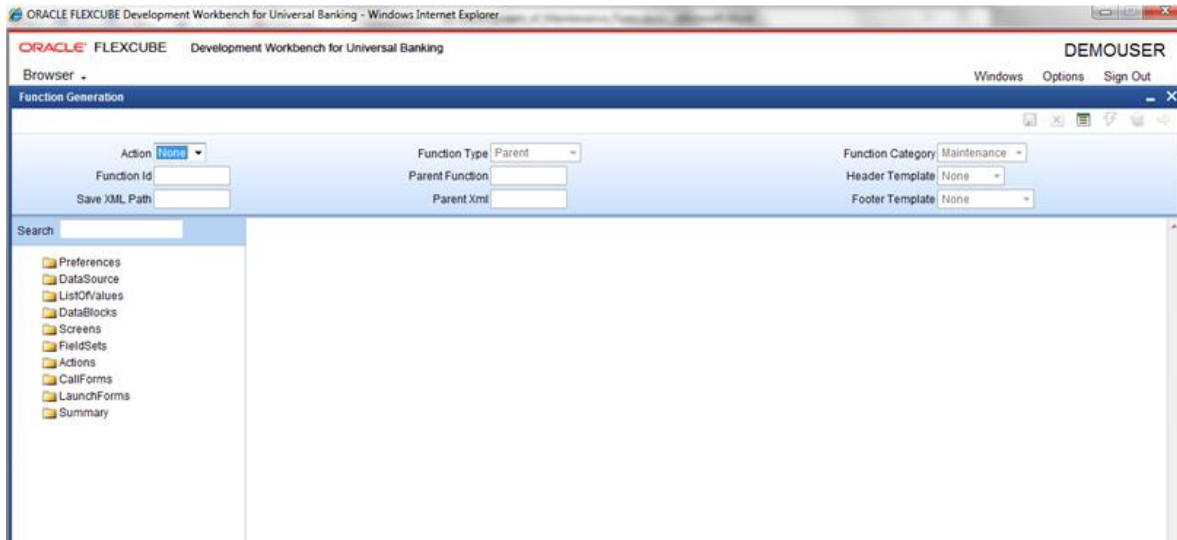 ORACLE FLEXCUBE Development Workbench for Universal Banking - Windows Internet Explorer
ORACLE FLEXCUBE Development Workbench for Universal Banking DEMOUSER
Browser Windows Options Sign Out
Function Generation
Action None Function Type Parent Function Category Maintenance
Function Id Parent Function Header Template None
Save XML Path Parent Xml Footer Template None
Search
Preferences
DataSource
ListOfValues
DataBlocks
Screens
FieldSets
Actions
CallForms
LaunchForms
Summary